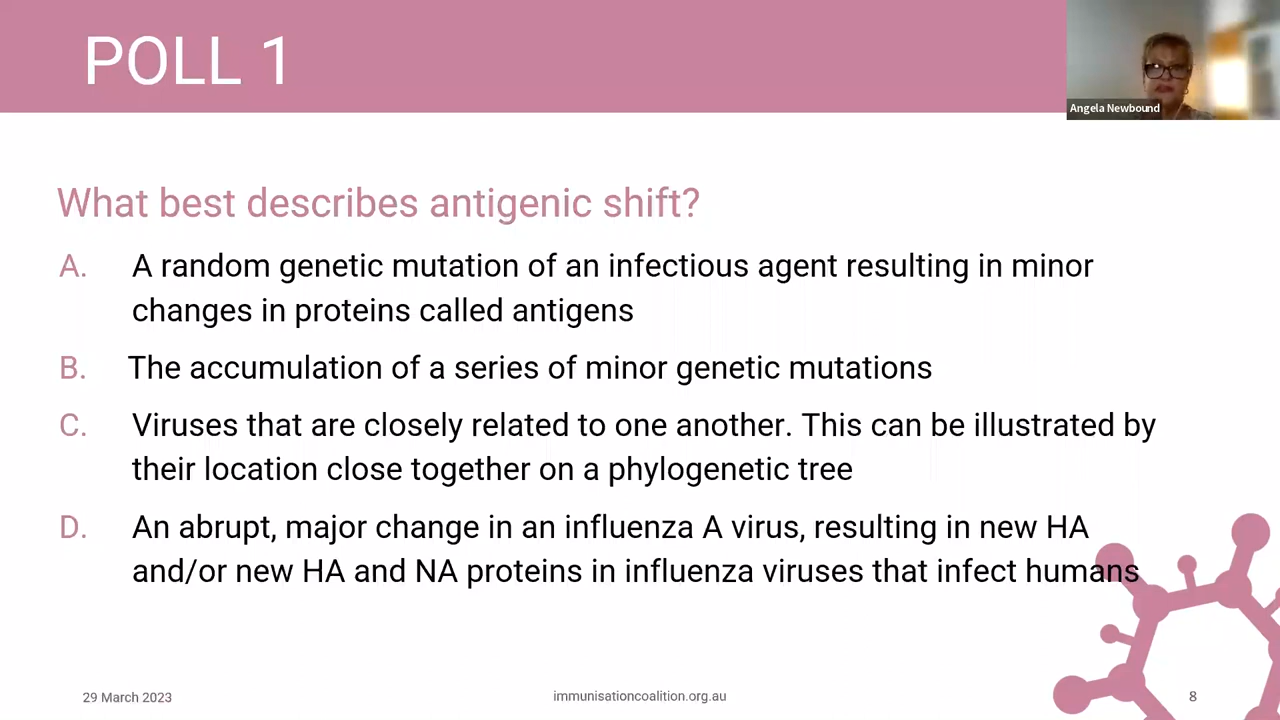 POLL 1
Angela Newbound
What best describes antigenic shift?
A. A random genetic mutation of an infectious agent resulting in minor
changes in proteins called antigens
B. The accumulation of a series of minor genetic mutations
C. Viruses that are closely related to one another. This can be illustrated by
their location close together on a phylogenetic tree
D. An abrupt, major change in an influenza A virus, resulting in new HA
and/or new HA and NA proteins in influenza viruses that infect humans
29 March 2023
immunisationcoalition.org.au
8